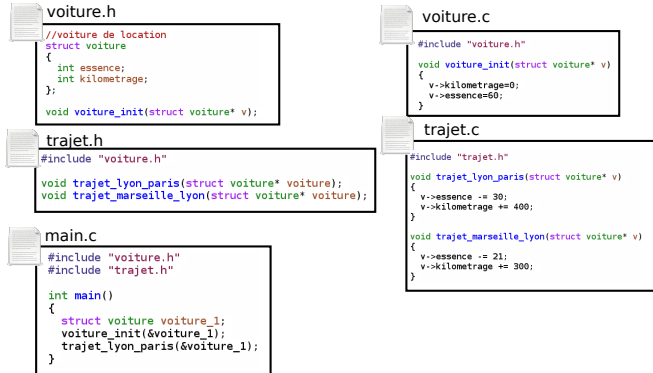 voiture.h
//voiture de location
struct voiture
{
  int essence;
  int kilometrage;
};

void voiture_init(struct voiture* v);
trajet.h
#include "voiture.h"

void trajet_lyon_paris(struct voiture* voiture);
void trajet_marseille_lyon(struct voiture* voiture);
main.c
#include "voiture.h"
#include "trajet.h"

int main()
{
  struct voiture voiture_1;
  voiture_init(&voiture_1);
  trajet_lyon_paris(&voiture_1);
}
voiture.c
#include "voiture.h"

void voiture_init(struct voiture* v)
{
  v->kilometrage=0;
  v->essence=60;
}
trajet.c
#include "trajet.h"

void trajet_lyon_paris(struct voiture* v)
{
  v->essence -= 30;
  v->kilometrage += 400;
}

void trajet_marseille_lyon(struct voiture* v)
{
  v->essence -= 21;
  v->kilometrage += 300;
}